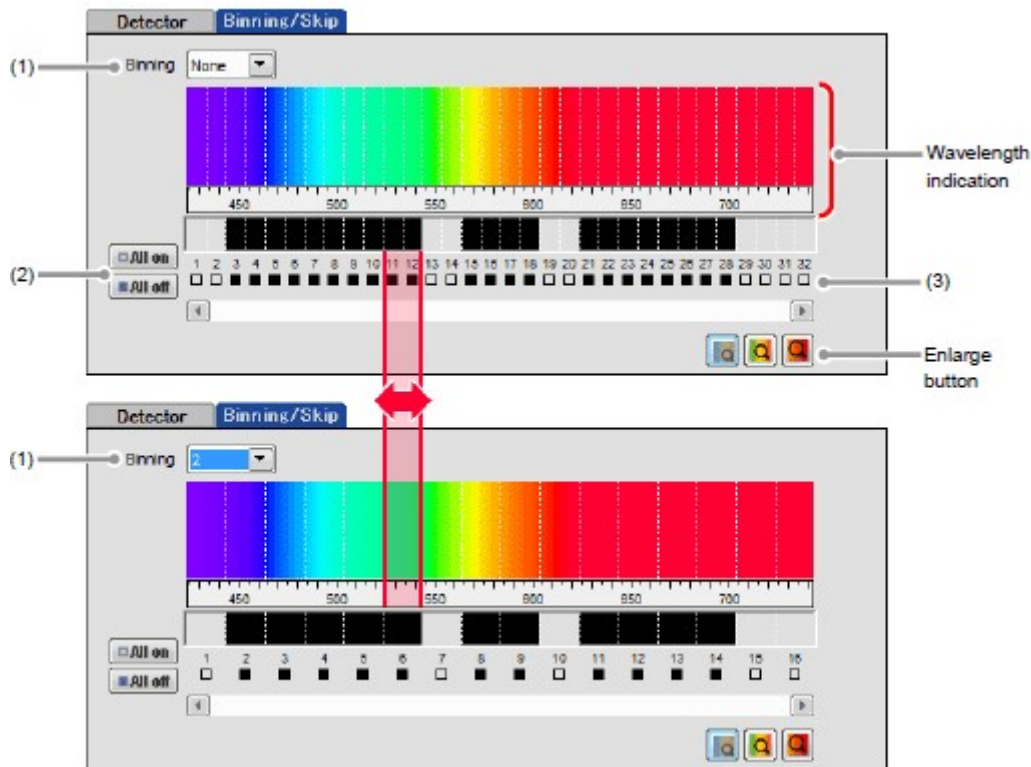 Detector Binning/Skip
(1) Binning None
Wavelength
indication
450 500 550 600 650 700
All on
(2) All off
1 2 3 4 5 6 7 8 9 10 11 12 13 14 15 16 17 18 19 20 21 22 23 24 25 26 27 28 29 30 31 32
(3)
Enlarge
button
Detector Binning/Skip
(1) Binning 2
450 500 550 600 650 700
All on
All off
1 2 3 4 5 6 7 8 9 10 11 12 13 14 15 16